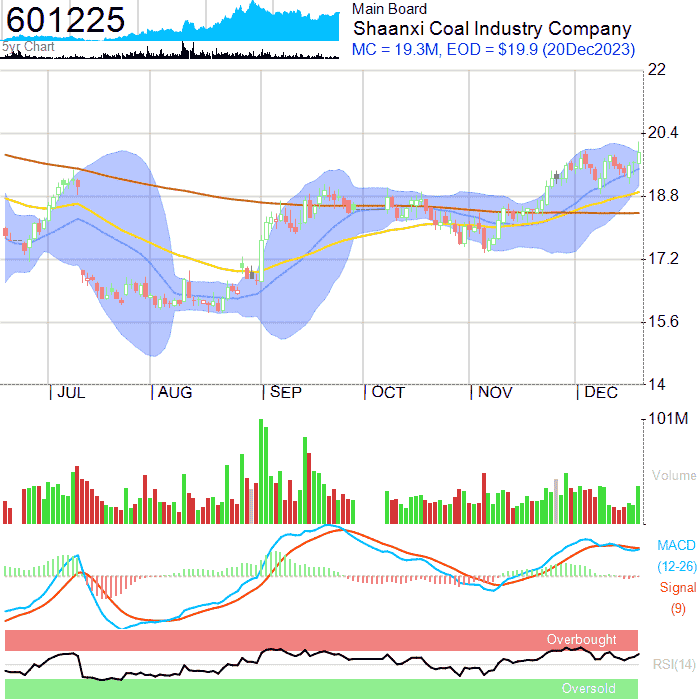 601225
5yr Chart
Main Board
Shaanxi Coal Industry Company
MC = 19.3M, EOD = $19.9 (20Dec2023)
22
20.4
18.8
17.2
15.6
14
JUL AUG SEP OCT NOV DEC
101M
Volume
MACD
(12-26)
Signal
(9)
Overbought
RSI(14)
Oversold